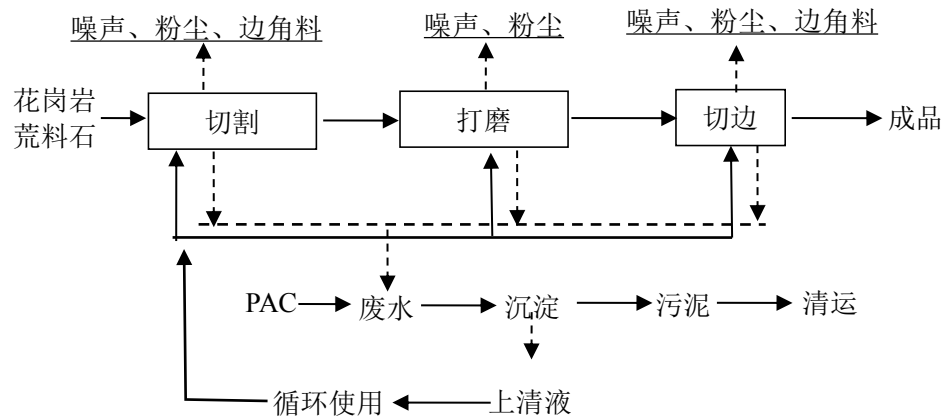 噪声、粉尘、边角料
噪声、粉尘
噪声、粉尘、边角料
花岗岩
荒料石
切割
打磨
切边
成品
PAC
废水
沉淀
污泥
清运
循环使用
上清液